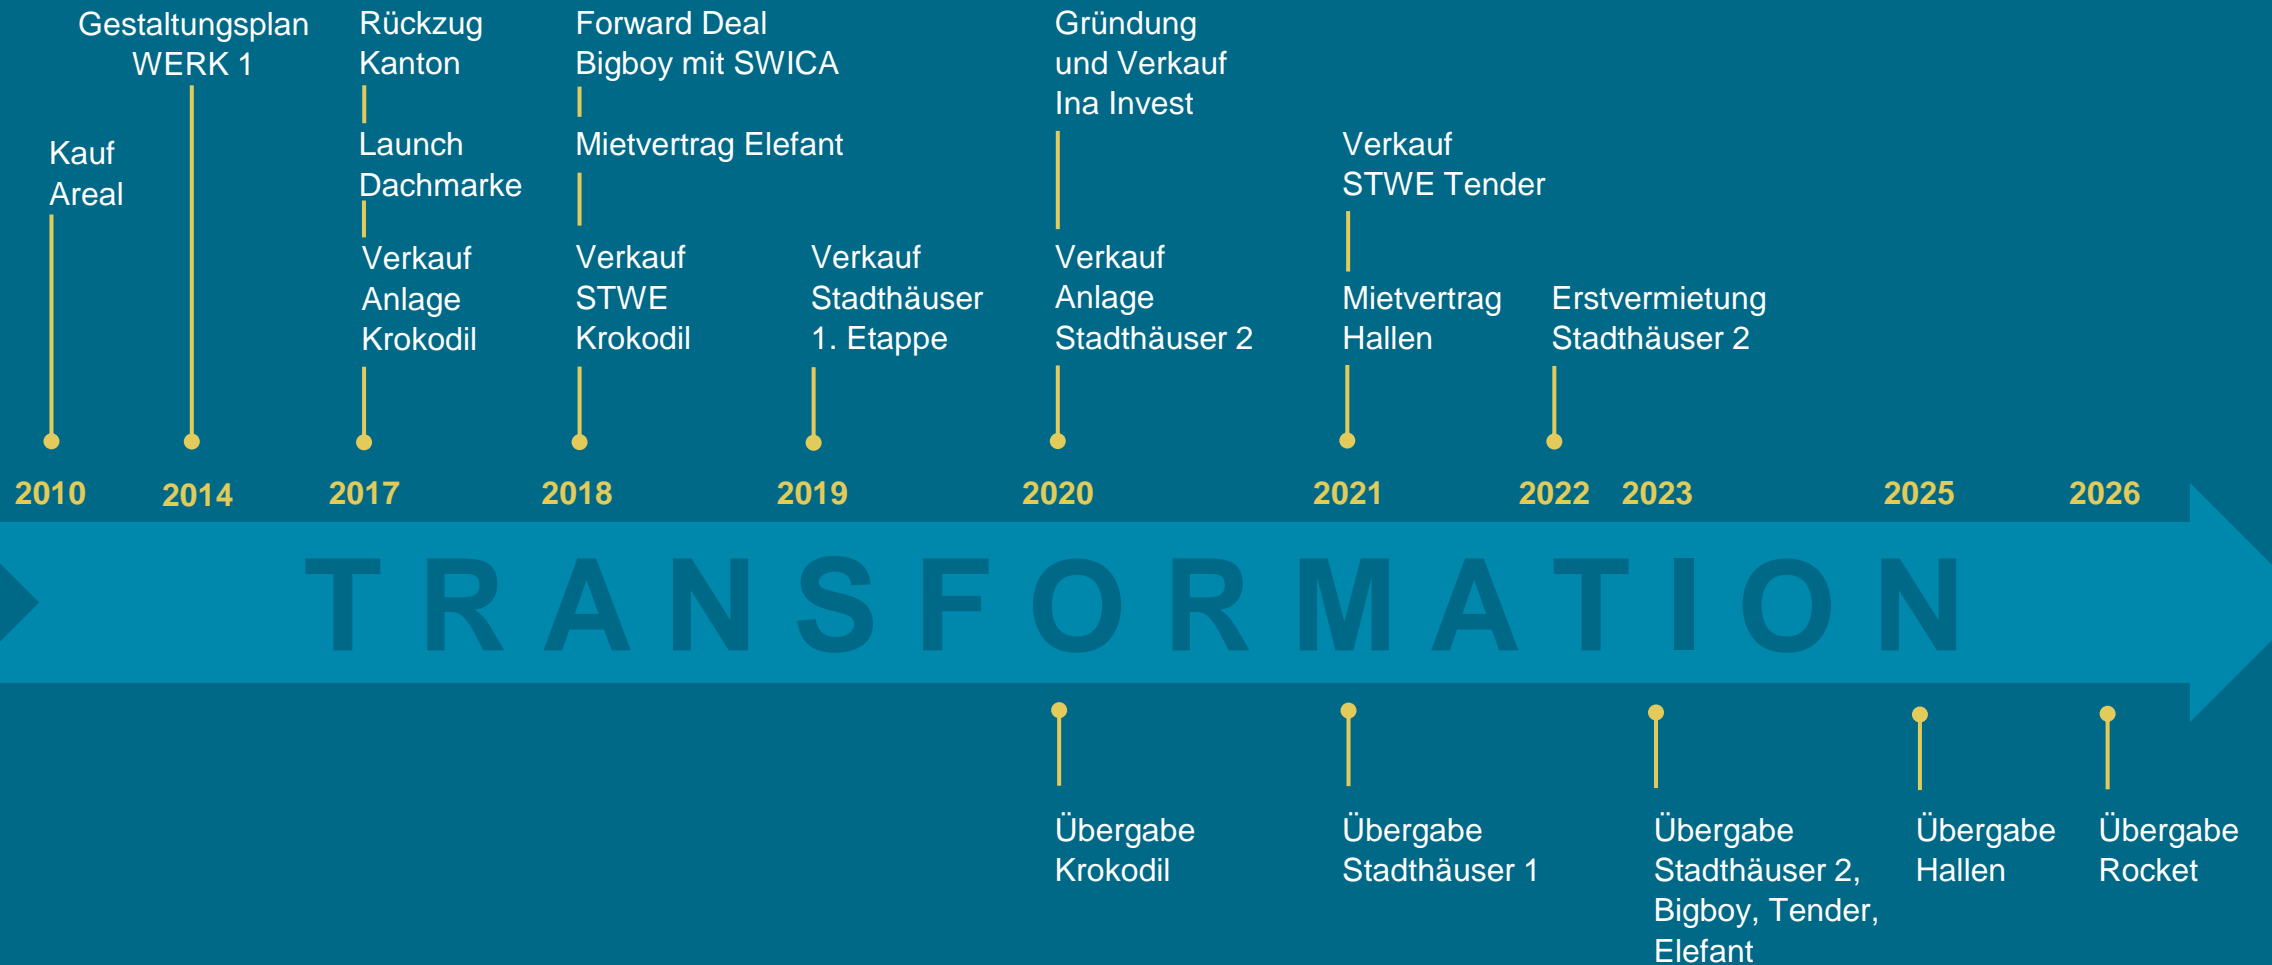 Kauf
Areal
Gestaltungsplan
WERK 1
Rückzug
Kanton
Launch
Dachmarke
Verkauf
Anlage
Krokodil
Forward Deal
Bigboy mit SWICA
Mietvertrag Elefant
Verkauf
STWE
Krokodil
Verkauf
Stadthäuser
1. Etappe
Gründung
und Verkauf
Ina Invest
Verkauf
Anlage
Stadthäuser 2
Verkauf
STWE Tender
Mietvertrag
Hallen
Erstvermietung
Stadthäuser 2
2010 2014 2017 2018 2019 2020 2021 2022 2023 2025 2026
TRANSFORMATION
Übergabe
Krokodil
Übergabe
Stadthäuser 1
Übergabe
Stadthäuser 2,
Bigboy, Tender,
Elefant
Übergabe
Hallen
Übergabe
Rocket